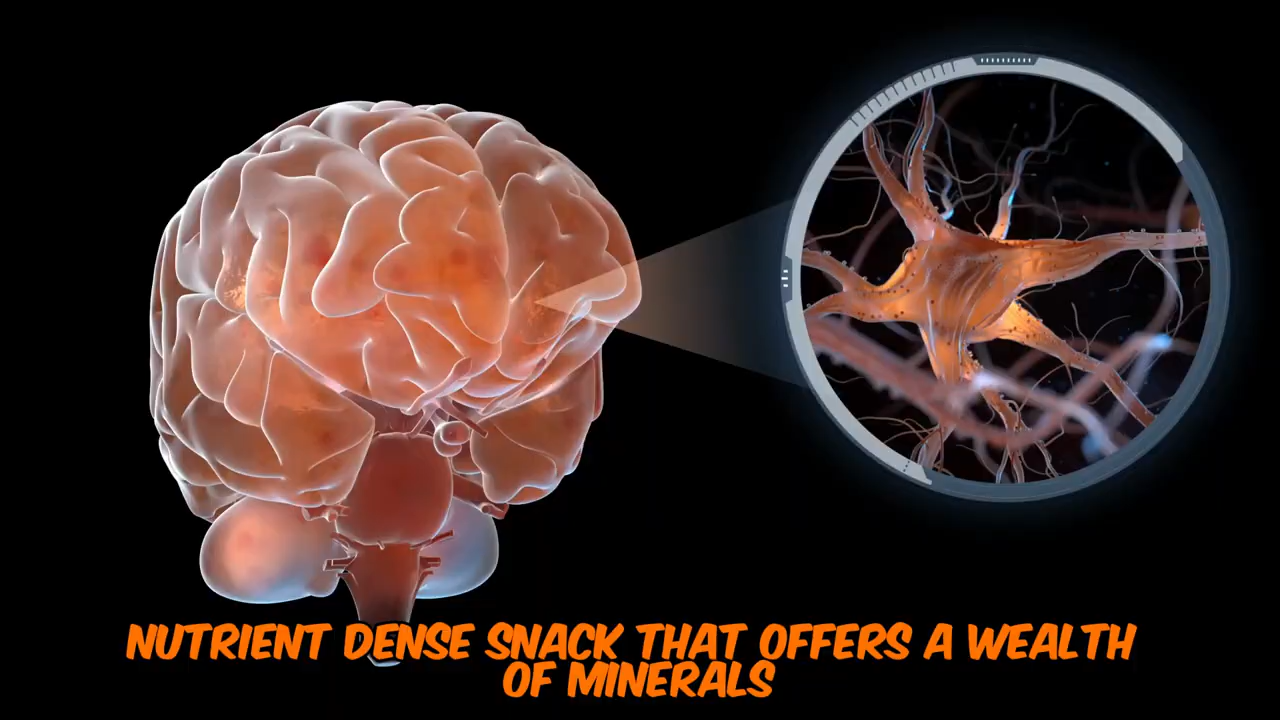 NUTRIENT DENSE SNACK THAT OFFERS A WEALTH
OF MINERALS